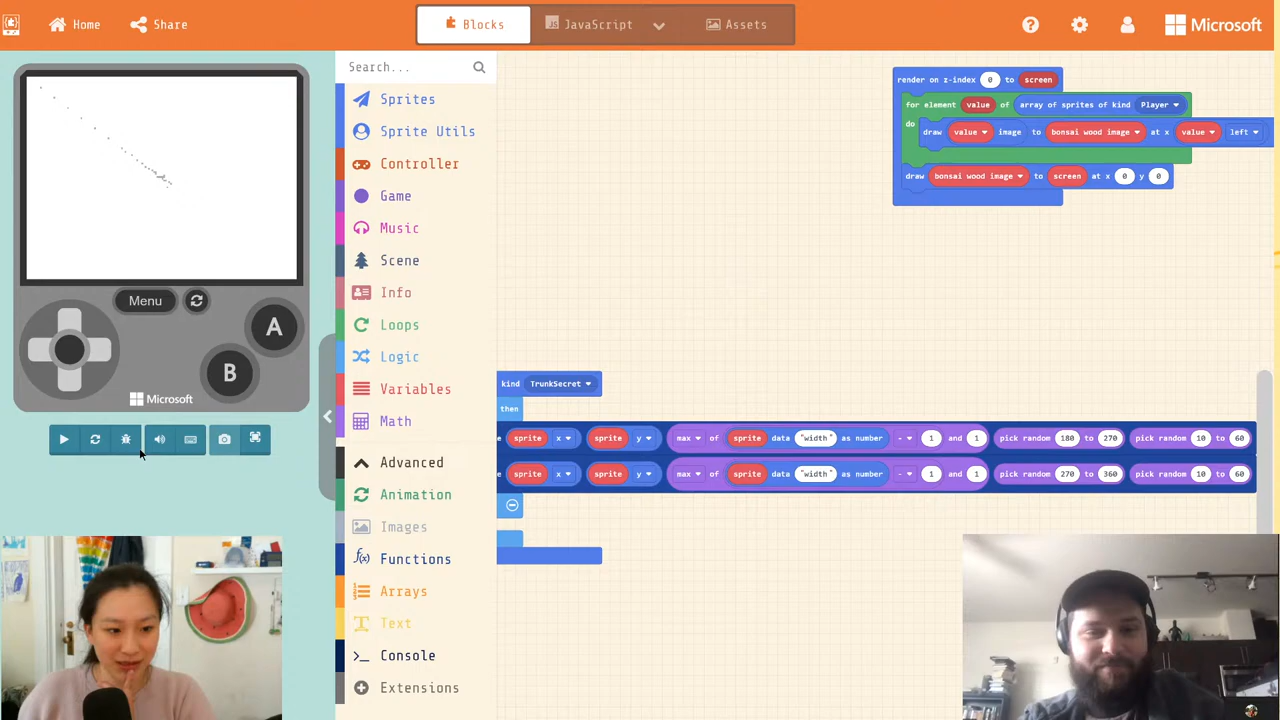 Home
Share
Blocks
JavaScript
Assets
Microsoft
Search...
Sprites
Sprite Utils
Controller
Game
Music
Scene
Info
Loops
Logic
Variables
Math
Advanced
Animation
Images
Functions
Arrays
Text
Console
Extensions
Menu
A
B
Microsoft
render on z-index 0 to screen
for element value of array of sprites of kind Player
do
draw value image to bonsai wood image at x value left
draw bonsai wood image to screen at x 0 y 0
kind TrunkSecret
then
sprite x sprite y max of sprite data "width" as number - 1 and 1 pick random 180 to 270 pick random 10 to 60
sprite x sprite y max of sprite data "width" as number - 1 and 1 pick random 270 to 360 pick random 10 to 60